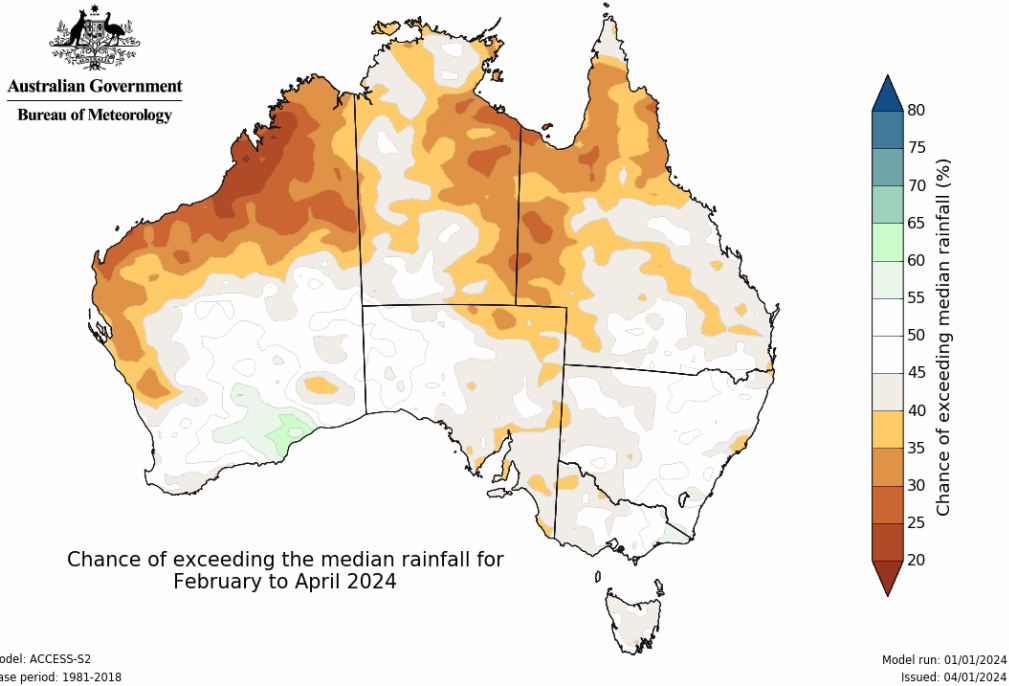 Australian Government
Bureau of Meteorology
80
75
70
65
60
55
50
45
40
35
30
25
20
Chance of exceeding median rainfall (%)
Chance of exceeding the median rainfall for
February to April 2024
odel: ACCESS-S2
ase period: 1981-2018
Model run: 01/01/2024
Issued: 04/01/2024